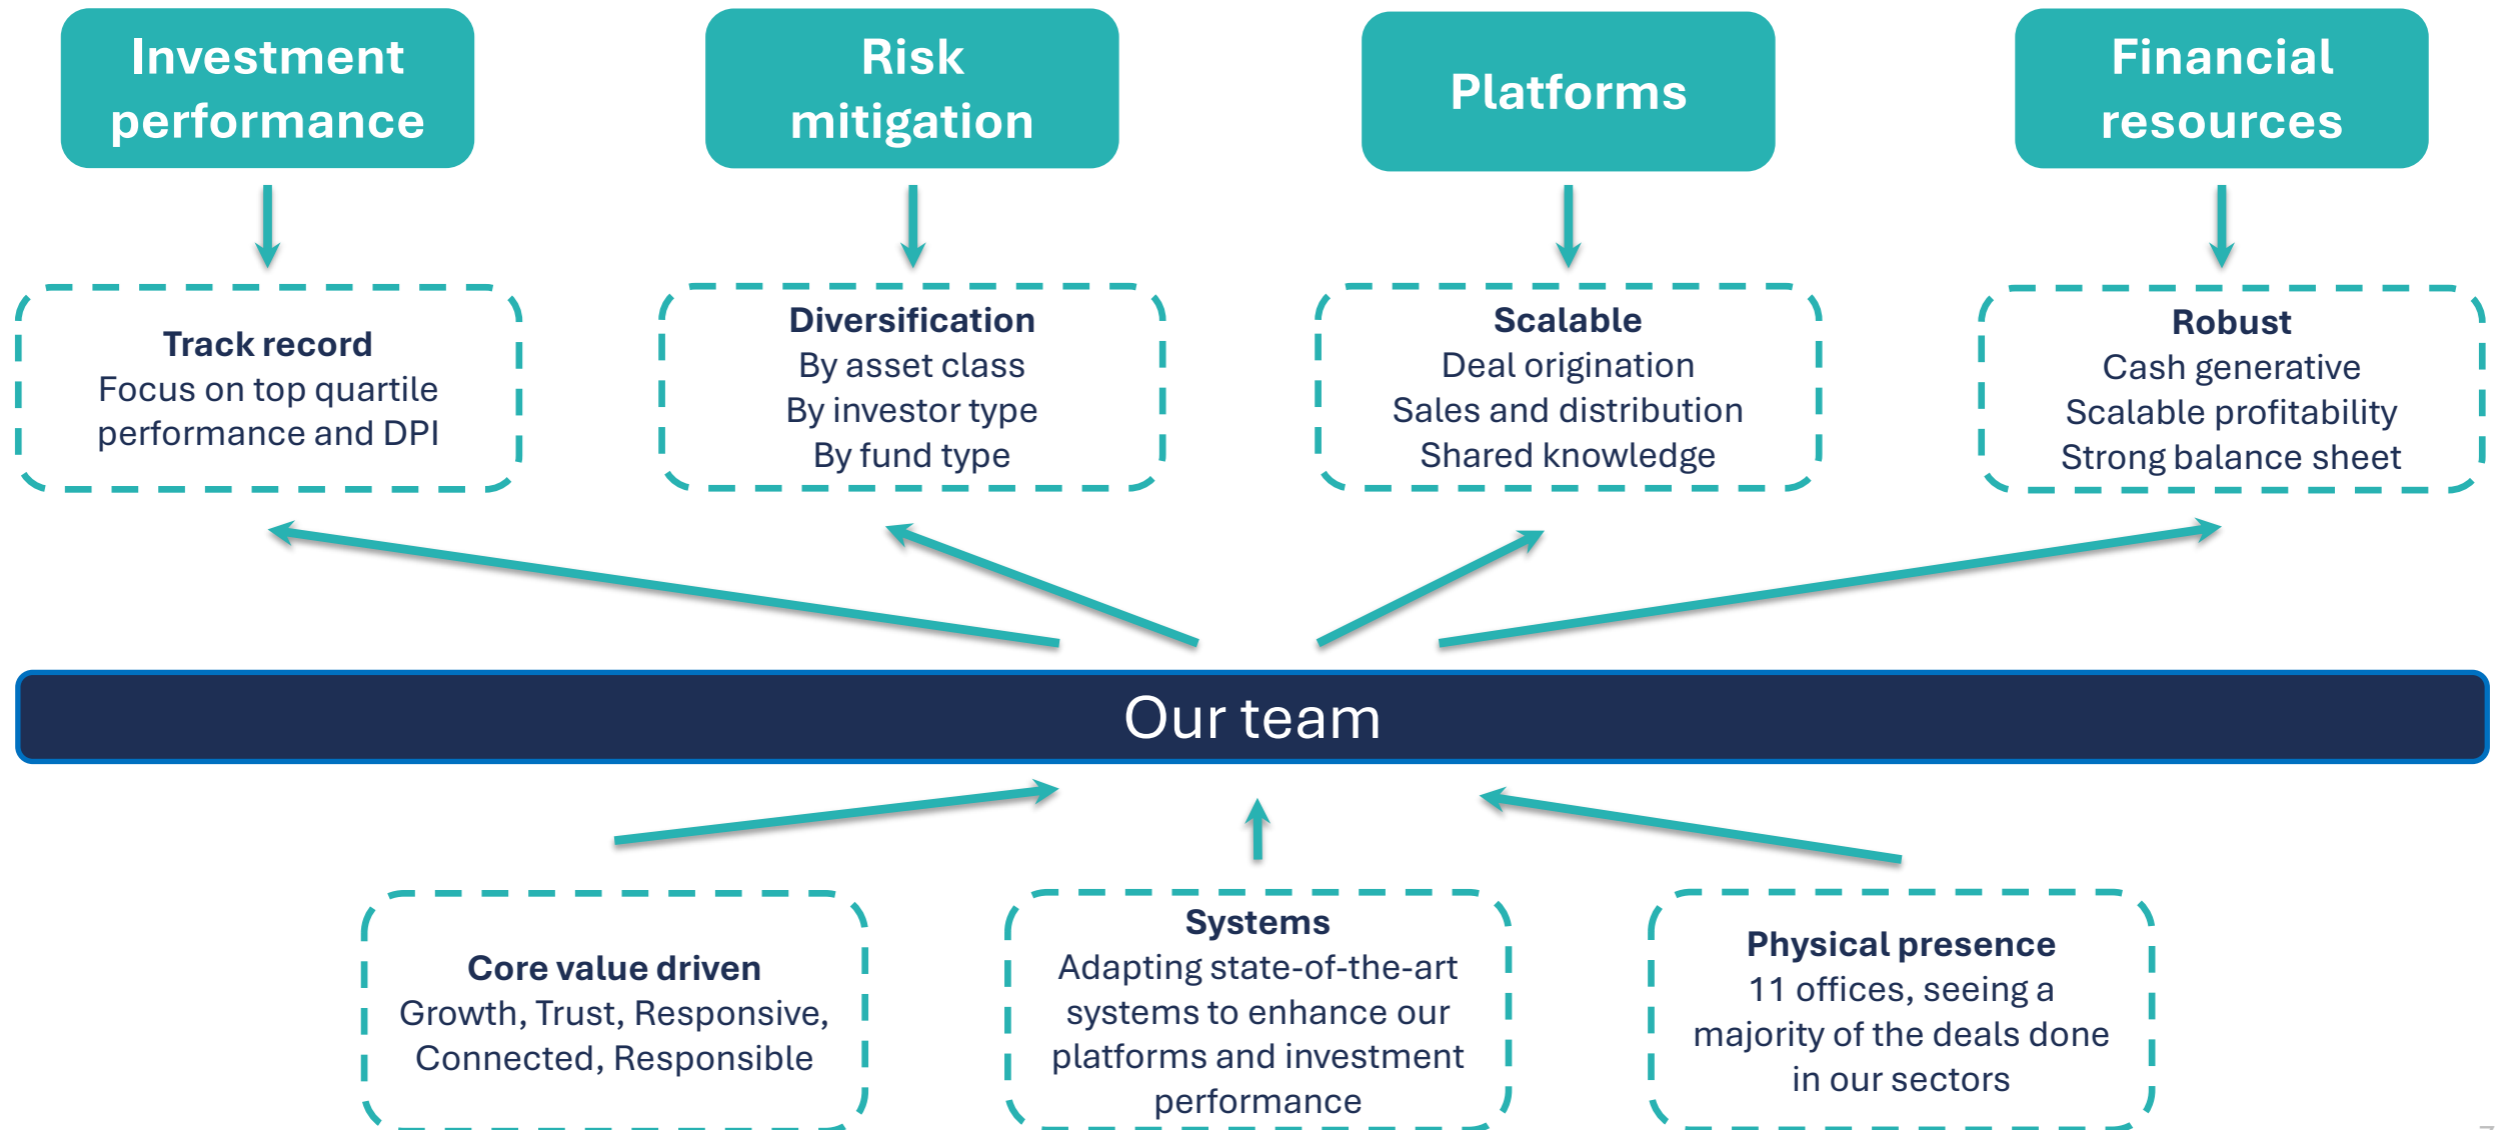 Investment
performance
Risk
mitigation
Platforms
Financial
resources
Track record
Focus on top quartile
performance and DPI
Diversification
By asset class
By investor type
By fund type
Scalable
Deal origination
Sales and distribution
Shared knowledge
Robust
Cash generative
Scalable profitability
Strong balance sheet
Our team
Core value driven
Growth, Trust, Responsive,
Connected, Responsible
Systems
Adapting state-of-the-art
systems to enhance our
platforms and investment
performance
Physical presence
11 offices, seeing a
majority of the deals done
in our sectors